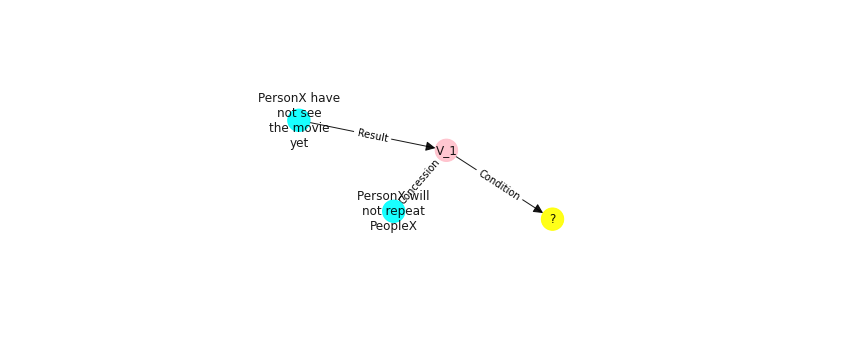 PersonX have
not see
the movie
yet
Result
V_1
Concession
Condition
PersonX will
not repeat
PeopleX
?